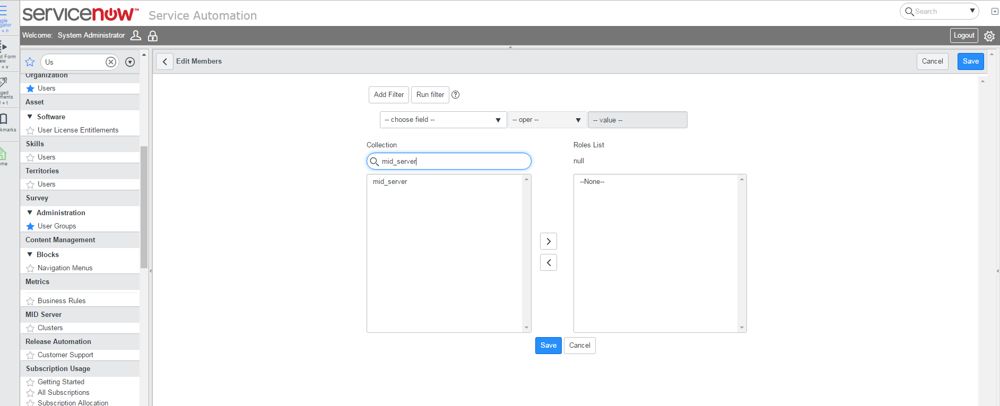 servicenow™ Service Automation
Search
Welcome: System Administrator
Logout
ggle
gator
+ n
d Form
ew
+ v
gged
ments
+ t
kmarks
ome
Us
Organization
Users
Asset
Software
User License Entitlements
Skills
Users
Territories
Users
Survey
Administration
User Groups
Content Management
Blocks
Navigation Menus
Metrics
Business Rules
MID Server
Clusters
Release Automation
Customer Support
Subscription Usage
Getting Started
All Subscriptions
Subscription Allocation
Edit Members
Cancel
Save
Add Filter
Run filter
?
-- choose field --
-- oper --
-- value --
Collection
mid_server
mid_server
Roles List
null
--None--
>
<
Save
Cancel